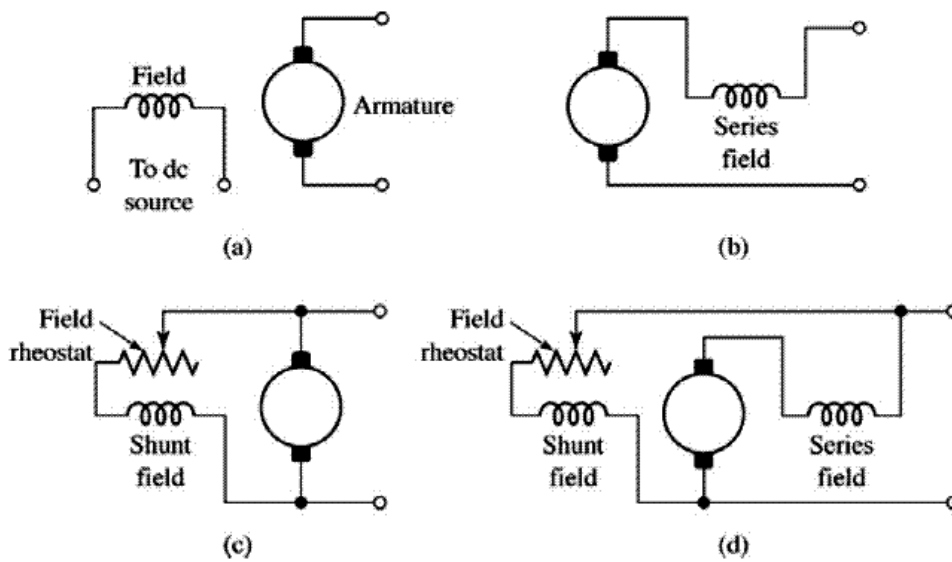 Field
To dc
source
Armature
(a)
Series
field
(b)
Field
rheostat
Shunt
field
(c)
Field
rheostat
Shunt
field
Series
field
(d)